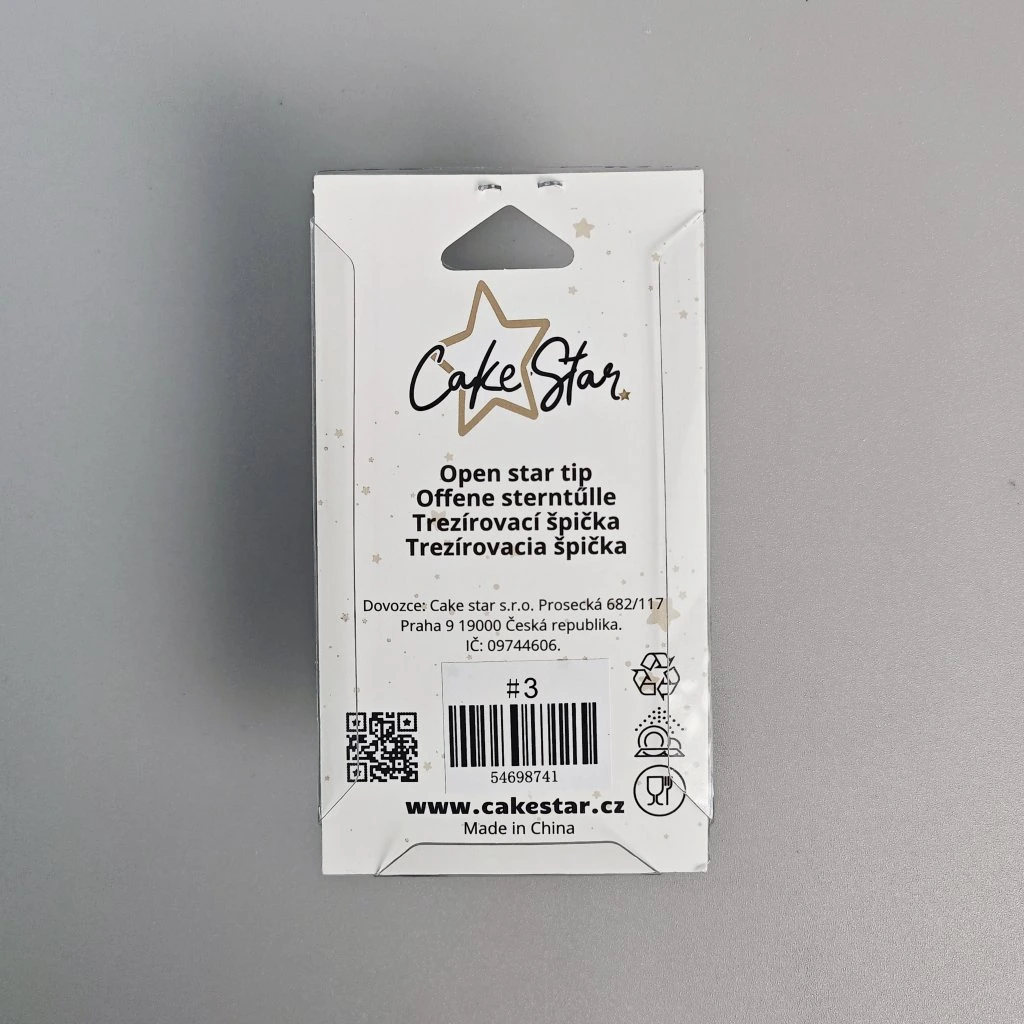 Cake Star
Open star tip
Offene sterntúlle
Trezírovací špička
Trezírovacia špička
Dovozce: Cake star s.r.o. Prosecká 682/117
Praha 9 19000 Česká republika.
IČ: 09744606.
#3
54698741
www.cakestar.cz
Made in China